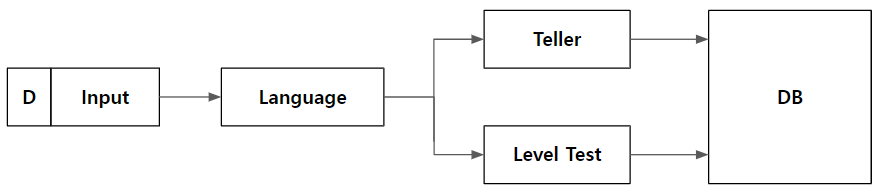 D
Input
Language
Teller
Level Test
DB